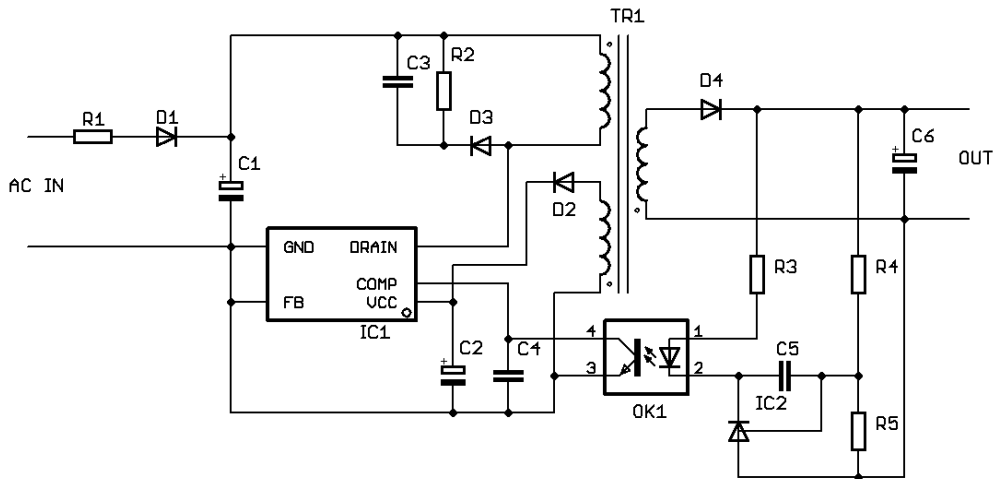 TR1
C3
R2
D4
R1
D1
D3
C6
C1
OUT
AC IN
D2
GND DRAIN
R3
R4
COMP
FB VCC
IC1
4
1
C2
C4
C5
3
2
OK1
IC2
R5
+
+
+